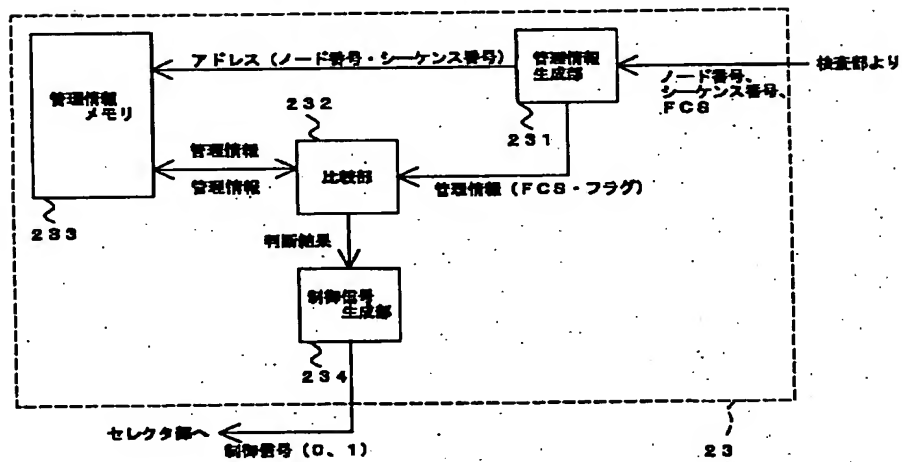 アドレス（ノード番号・シーケンス番号）
管理情報
生成部
検査部より
ノード番号、
シーケンス番号、
FCS
管理情報
メモリ
232
231
管理情報
管理情報
比較部
管理情報（FCS・フラグ）
233
判断結果
制御信号
生成部
234
セレクタ部へ
制御信号（0、1）
23